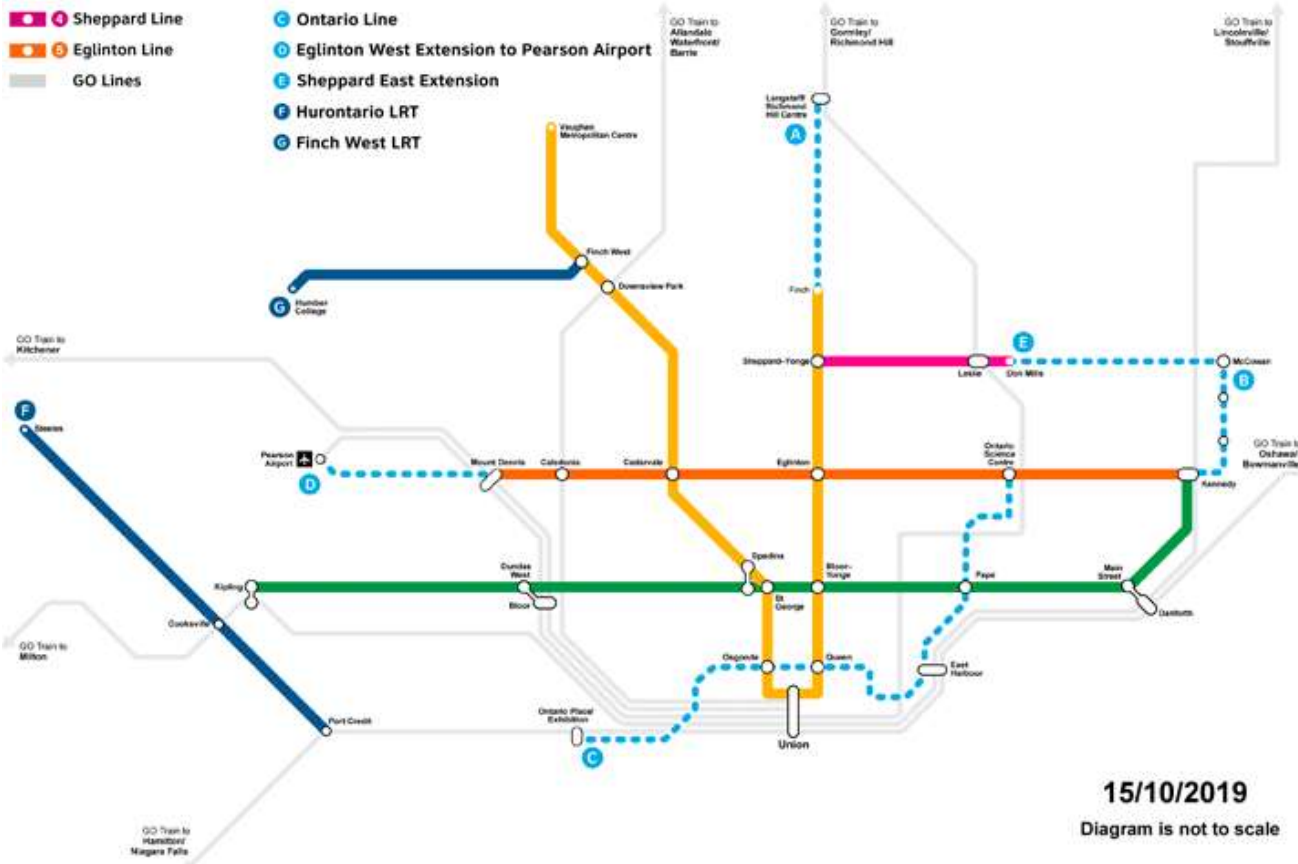 4 Sheppard Line
5 Eglinton Line
GO Lines
C Ontario Line
D Eglinton West Extension to Pearson Airport
E Sheppard East Extension
F Hurontario LRT
G Finch West LRT
GO Train to
Allandale
Waterfront/
Barrie
GO Train to
Gormley/
Richmond Hill
GO Train to
Lincolnville/
Stouffville
Langstaff/
Richmond
Hill Centre
A
Vaughan
Metropolitan Centre
Finch West
Downsview Park
G
Humber
College
Finch
GO Train to
Kitchener
Sheppard-Yonge
Leslie
Don Mills
E
McCowan
B
F
Steeles
Pearson
Airport
D
Mount Dennis
Caledonia
Cedarvale
Eglinton
Ontario
Science
Centre
GO Train to
Oshawa/
Bowmanville
Kennedy
Kipling
Dundas
West
Bloor
Spadina
St
George
Bloor-
Yonge
Pape
Main
Street
Danforth
Cooksville
GO Train to
Milton
Osgoode
Queen
East
Harbour
Port Credit
Ontario Place/
Exhibition
C
Union
GO Train to
Hamilton/
Niagara Falls
15/10/2019
Diagram is not to scale